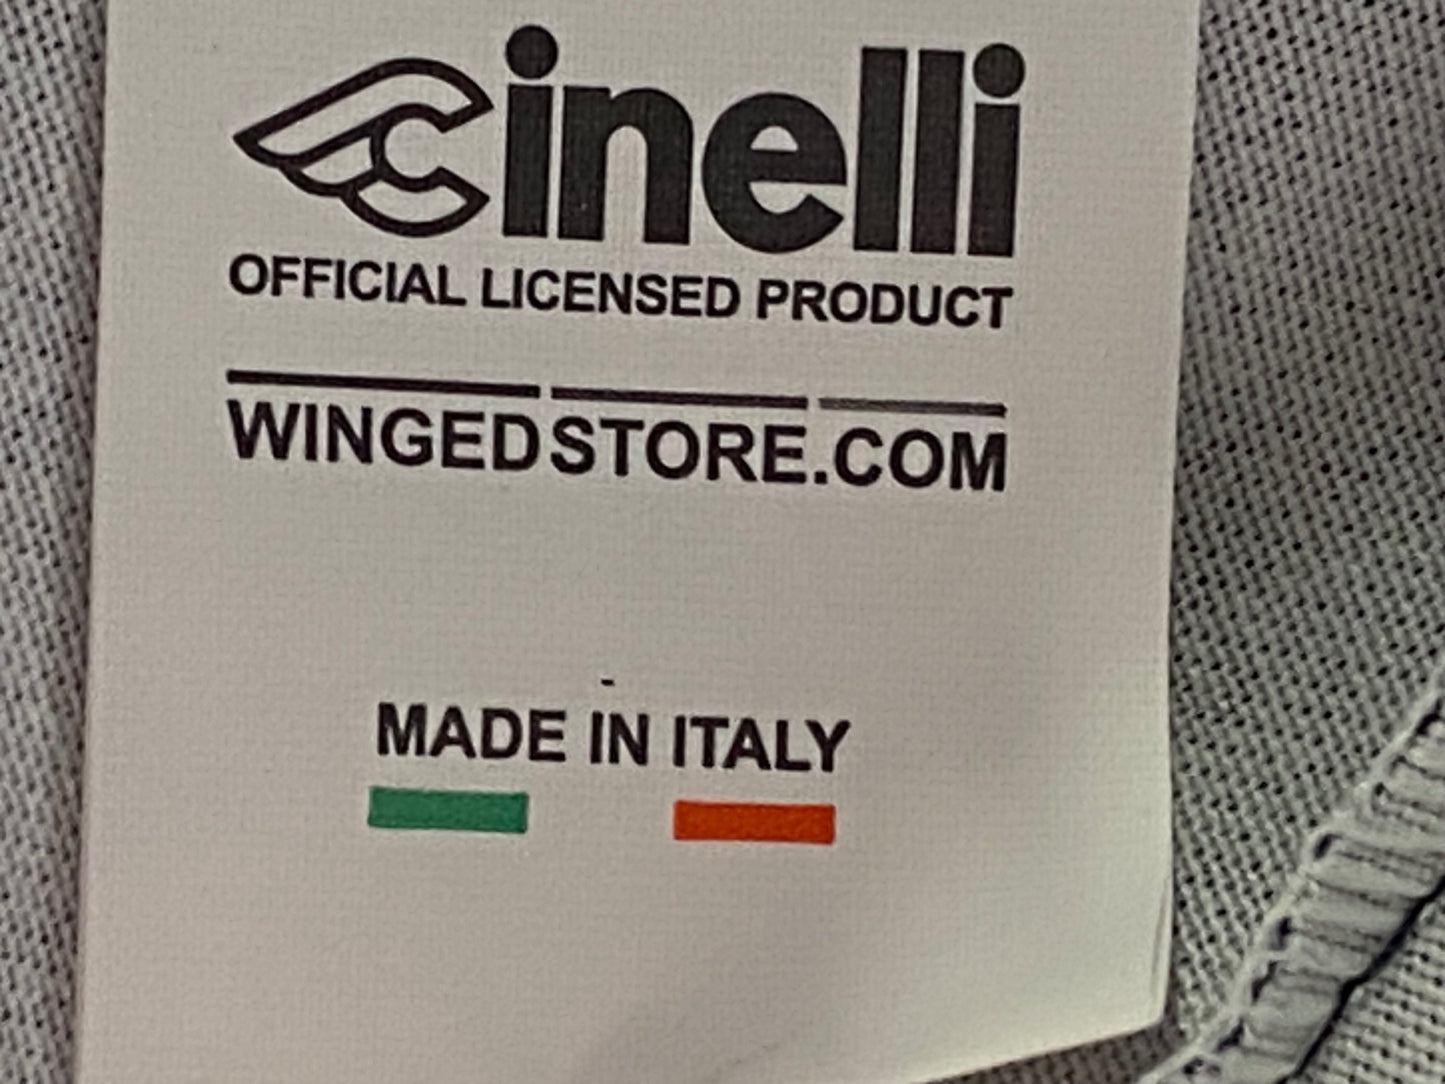 Cinelli
OFFICIAL LICENSED PRODUCT
WINGEDSTORE.COM
MADE IN ITALY